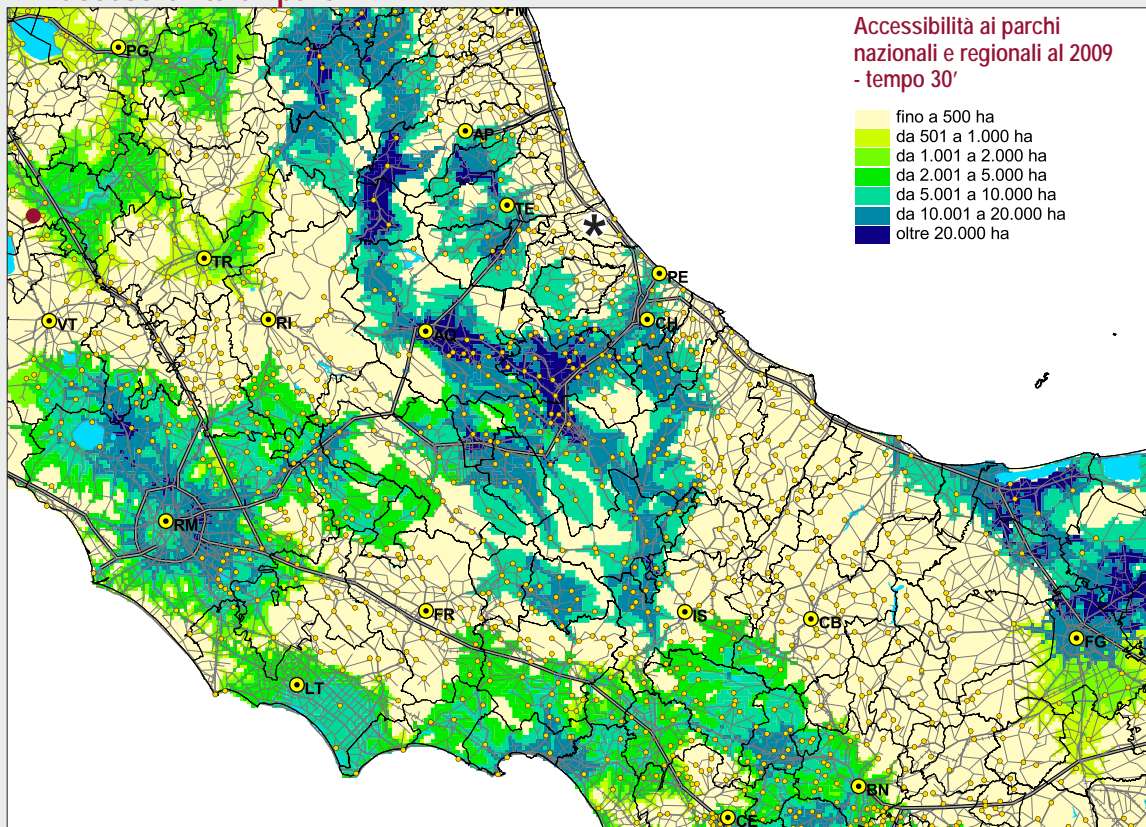 Accessibilità ai parchi
nazionali e regionali al 2009
- tempo 30'
fino a 500 ha
da 501 a 1.000 ha
da 1.001 a 2.000 ha
da 2.001 a 5.000 ha
da 5.001 a 10.000 ha
da 10.001 a 20.000 ha
oltre 20.000 ha
FM
PG
AP
TE
*
TR
PE
VT
RI
AQ
CH
RM
FR
IS
CB
FG
LT
BN
CE